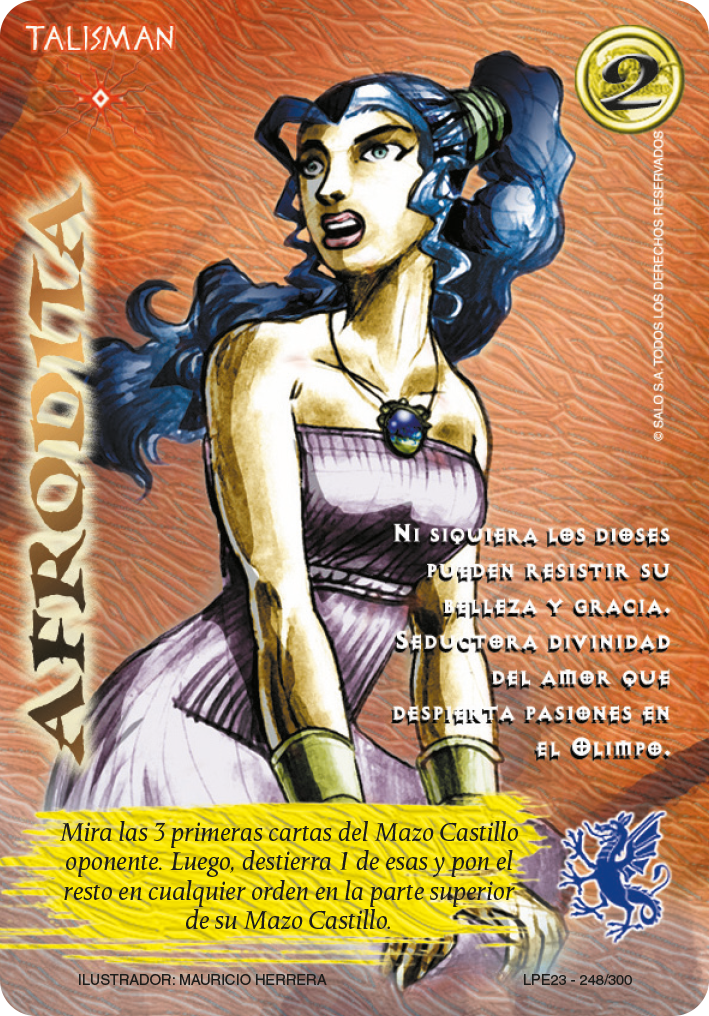 TALISMAN
2
© SALO S.A. TODOS LOS DERECHOS RESERVADOS
AFRODITA
Ni siquiera los dioses
pueden resistir su
belleza y gracia.
Seductora divinidad
del amor que
despierta pasiones en
el Olimpo.
Mira las 3 primeras cartas del Mazo Castillo
oponente. Luego, destierra 1 de esas y pon el
resto en cualquier orden en la parte superior
de su Mazo Castillo.
ILUSTRADOR: MAURICIO HERRERA
LPE23 - 248/300